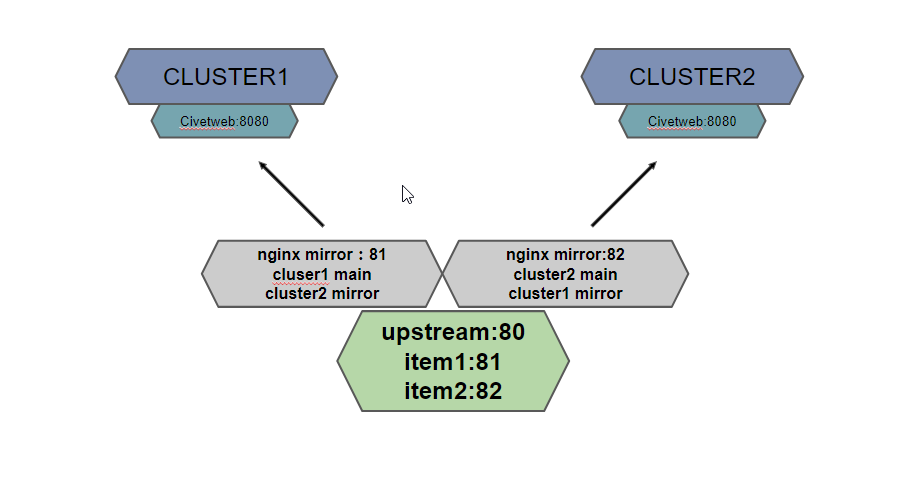 CLUSTER1
Civetweb:8080
CLUSTER2
Civetweb:8080
nginx mirror：81
cluser1 main
cluster2 mirror
nginx mirror:82
cluster2 main
cluster1 mirror
upstream:80
item1:81
item2:82